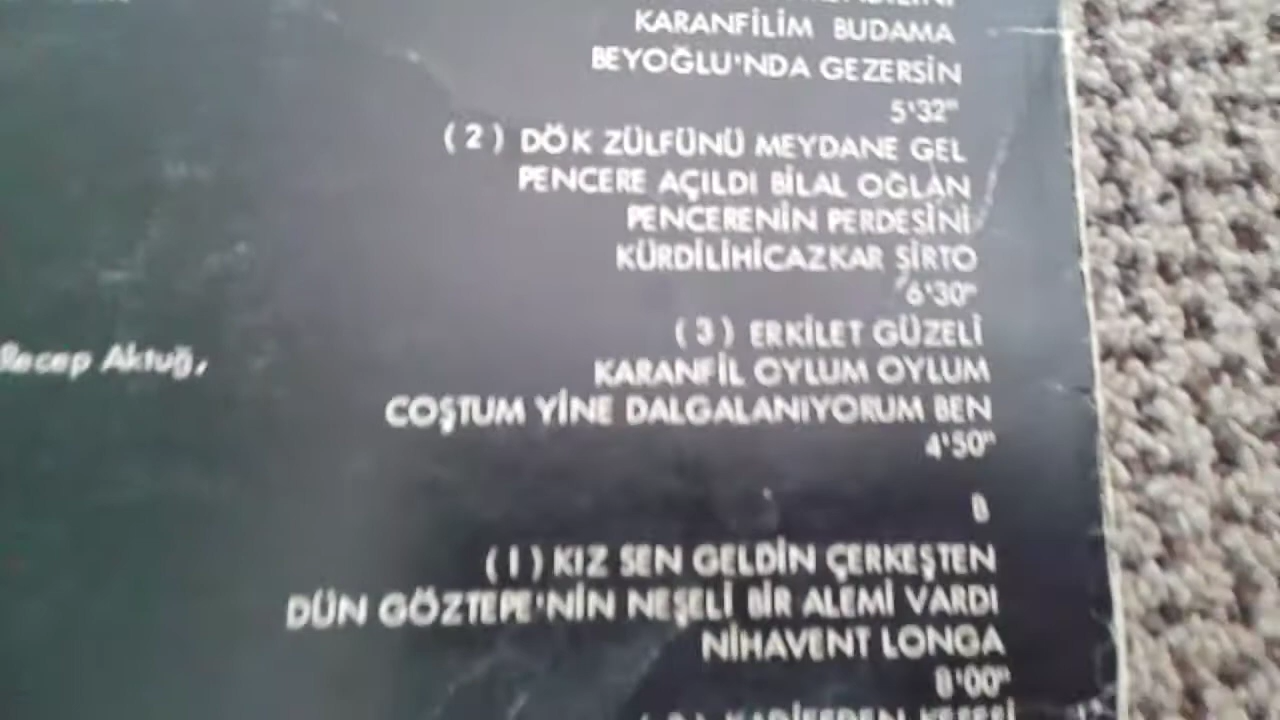 KARANFİLİM BUDAMA
BEYOĞLU'NDA GEZERSİN
5'32"
(2) DÖK ZÜLFÜNÜ MEYDANE GEL
PENCERE AÇILDI BİLAL OĞLAN
PENCERENİN PERDESİNİ
KÜRDİLİHİCAZKAR SİRTO
6'30"
(3) ERKİLET GÜZELİ
Recep Aktuğ,
KARANFİL OYLUM OYLUM
COŞTUM YİNE DALGALANIYORUM BEN
4'50"
B
(1) KIZ SEN GELDİN ÇERKEŞTEN
DÜN GÖZTEPE'NİN NEŞELİ BİR ALEMİ VARDI
NİHAVENT LONGA
8'00"